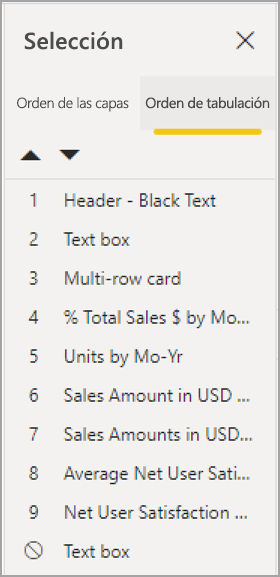 Selección
Orden de las capas Orden de tabulación
1 Header - Black Text
2 Text box
3 Multi-row card
4 % Total Sales $ by Mo...
5 Units by Mo-Yr
6 Sales Amount in USD ...
7 Sales Amounts in USD...
8 Average Net User Sati...
9 Net User Satisfaction ...
Text box